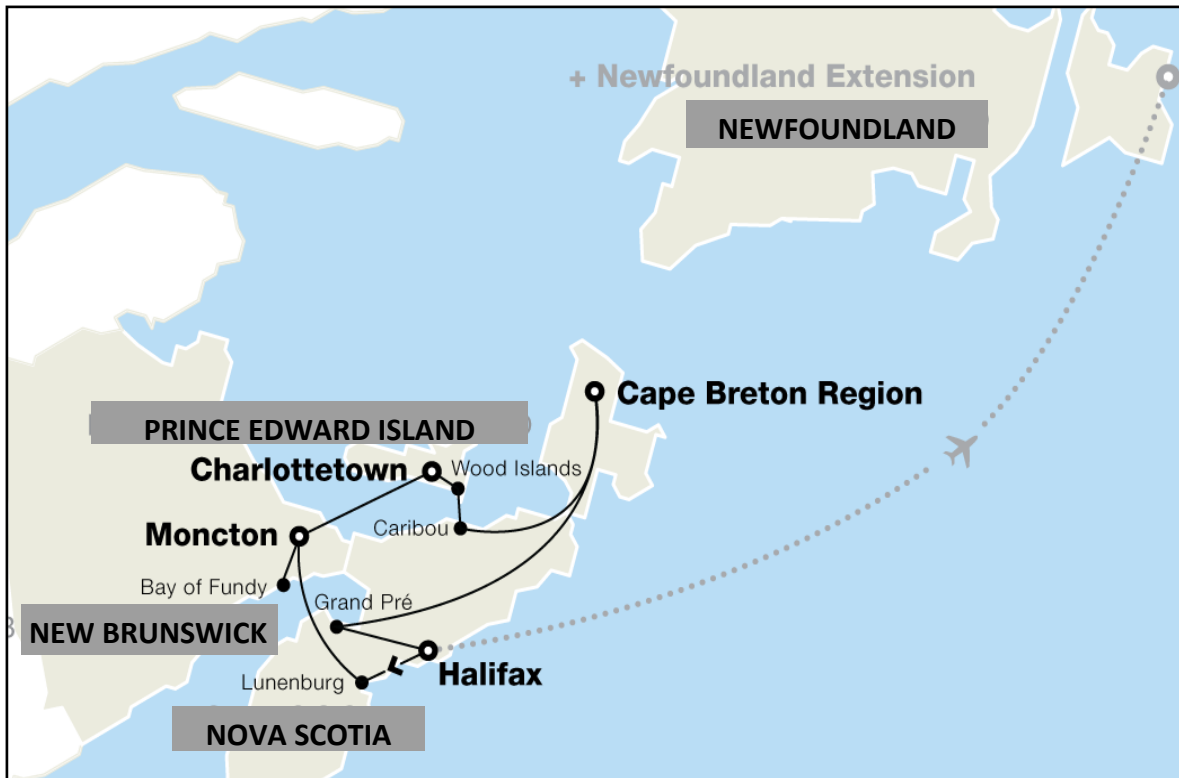 + Newfoundland Extension
NEWFOUNDLAND
Cape Breton Region
PRINCE EDWARD ISLAND
Charlottetown
Wood Islands
Moncton
Caribou
Bay of Fundy
Grand Pré
NEW BRUNSWICK
Halifax
Lunenburg
NOVA SCOTIA